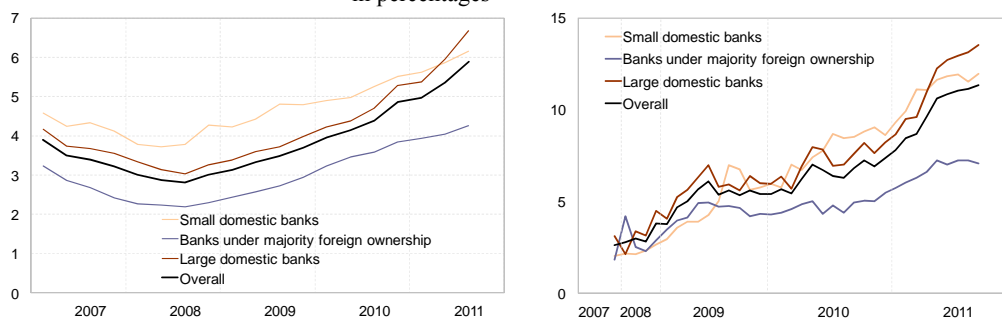 in percentages
7
6
5
4
3
2
1
0
Small domestic banks
Banks under majority foreign ownership
Large domestic banks
Overall
2007 2008 2009 2010 2011
15
10
5
0
Small domestic banks
Banks under majority foreign ownership
Large domestic banks
Overall
2007 2008 2009 2010 2011